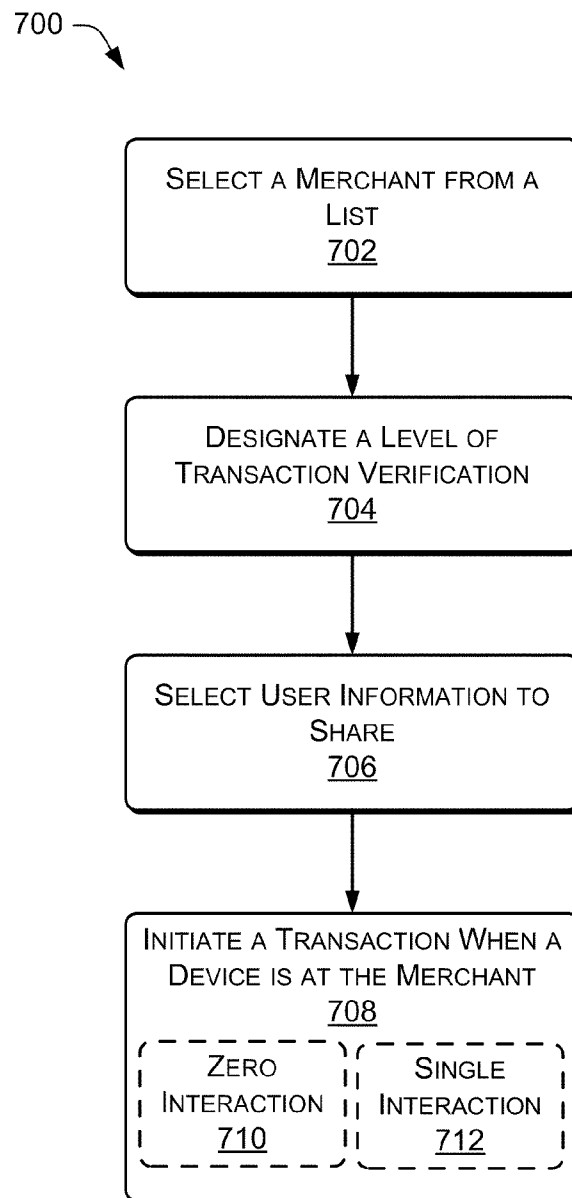 700
SELECT A MERCHANT FROM A
LIST
702
DESIGNATE A LEVEL OF
TRANSACTION VERIFICATION
704
SELECT USER INFORMATION TO
SHARE
706
INITIATE A TRANSACTION WHEN A
DEVICE IS AT THE MERCHANT
708
ZERO
INTERACTION
710
SINGLE
INTERACTION
712